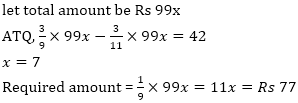 let total amount be Rs 99x
ATQ, 3/9 × 99x − 3/11 × 99x = 42
x = 7
Required amount = 1/9 × 99x = 11x = Rs 77